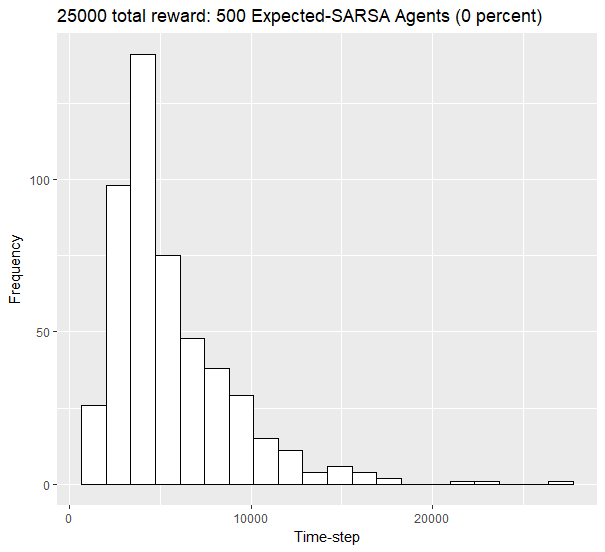 25000 total reward: 500 Expected-SARSA Agents (0 percent)
100
50
0
Frequency
0 10000 20000
Time-step